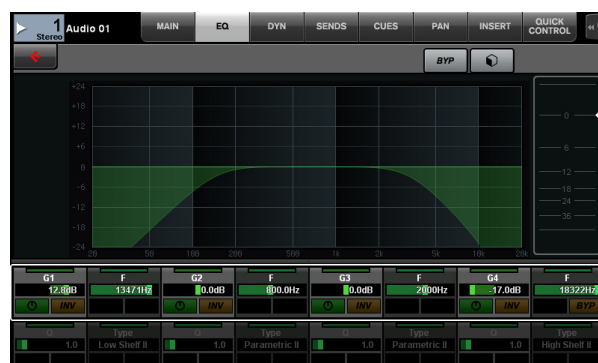 1 Audio 01 MAIN EQ DYN SENDS CUES PAN INSERT QUICK CONTROL
Stereo
BYP
+24
+18
+12
+6
0
-6
-12
-18
-24
20 50 100 200 500 1k 2k 5k 10k 20k
0
6
12
18
24
36
G1 F G2 F G3 F G4 F
12.8dB 13471Hz 0.0dB 800.0Hz 0.0dB 2000Hz -17.0dB 18322Hz
INV INV INV INV BYP
Q Type Q Type Q Type Q Type
1.0 Low Shelf II 1.0 Parametric II 1.0 Parametric II 1.0 High Shelf II